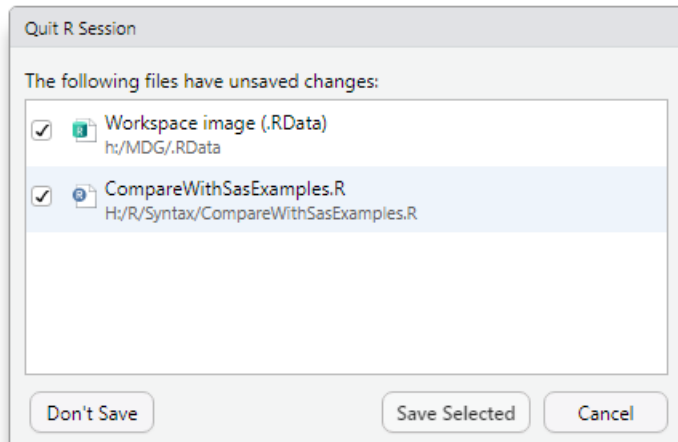 Quit R Session
The following files have unsaved changes:
Workspace image (.RData)
h:/MDG/.RData
CompareWithSasExamples.R
H:/R/Syntax/CompareWithSasExamples.R
Don't Save Save Selected Cancel